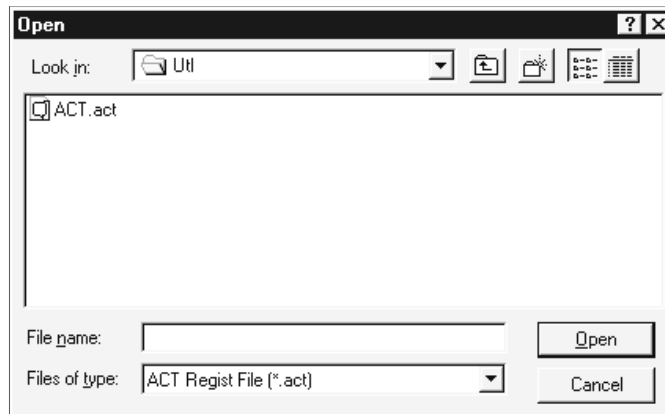 Open
Look in: Utl
ACT.act
File name: Open
Files of type: ACT Regist File (*.act) Cancel